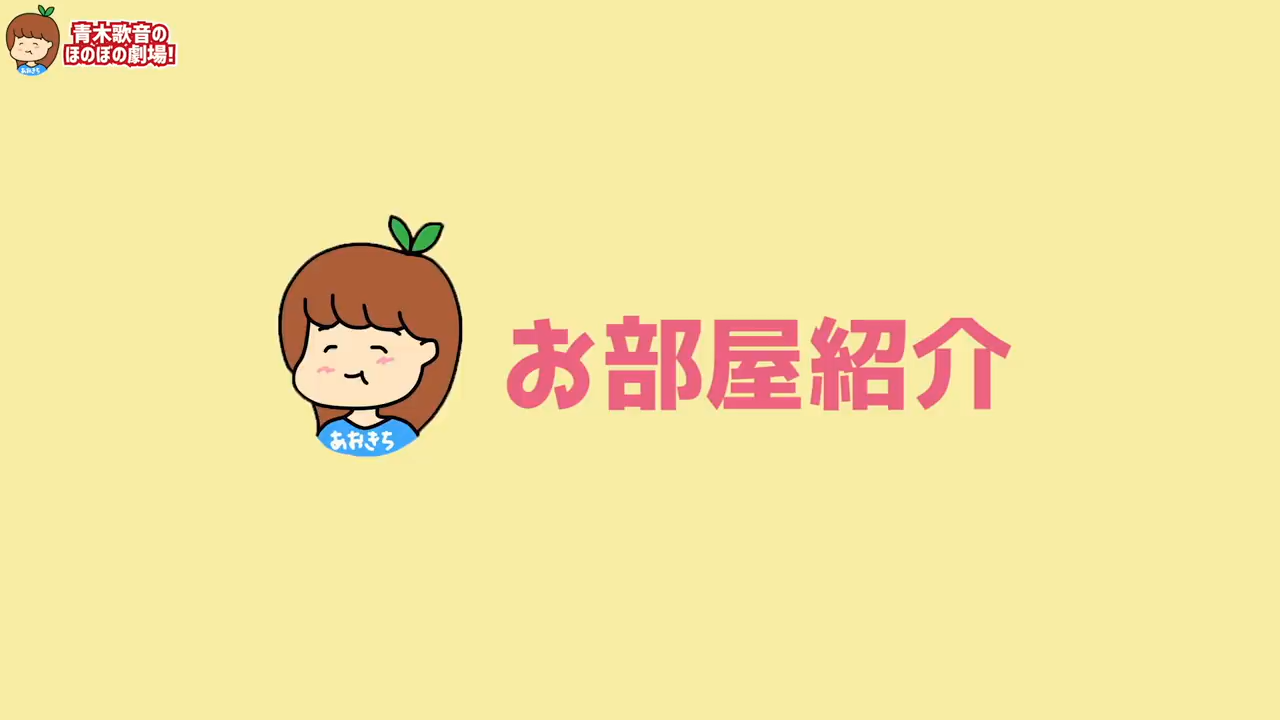 青木歌音の
ほのぼの劇場!
あおきち
お部屋紹介
あおきち